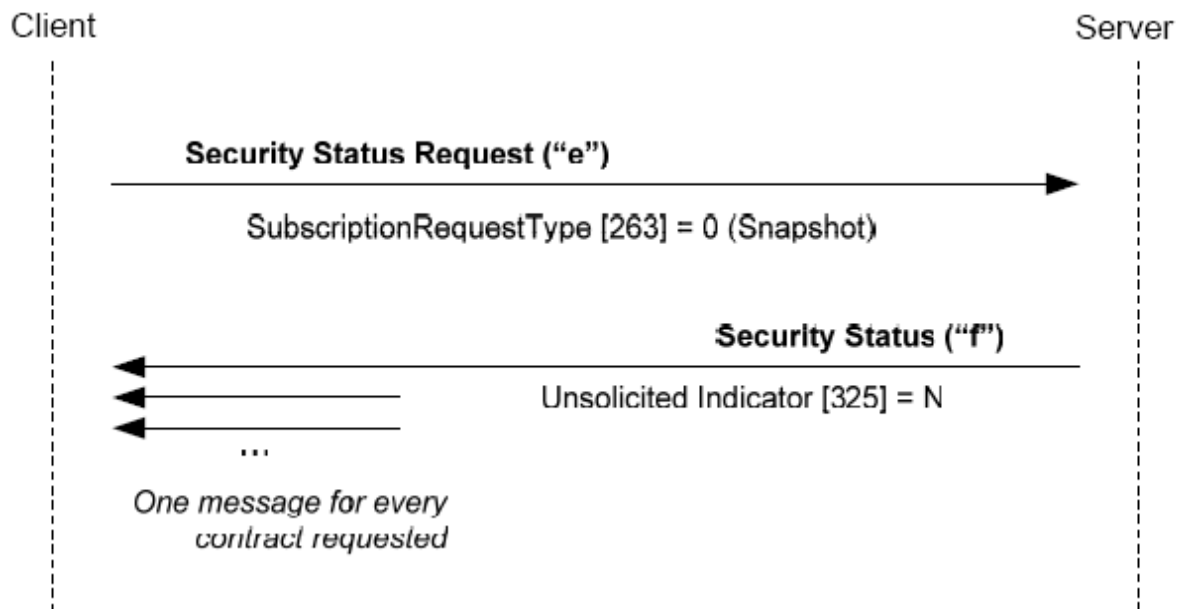 Client
Server
Security Status Request (“e”)
SubscriptionRequestType [263] = 0 (Snapshot)
Security Status (“f”)
Unsolicited Indicator [325] = N
...
One message for every
contract requested